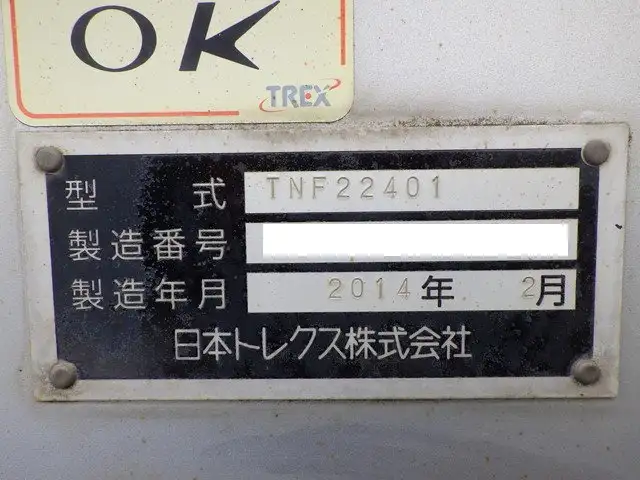 OK
TREX
型式 TNF22401
製造番号
製造年月 2014年 2月
日本トレクス株式会社